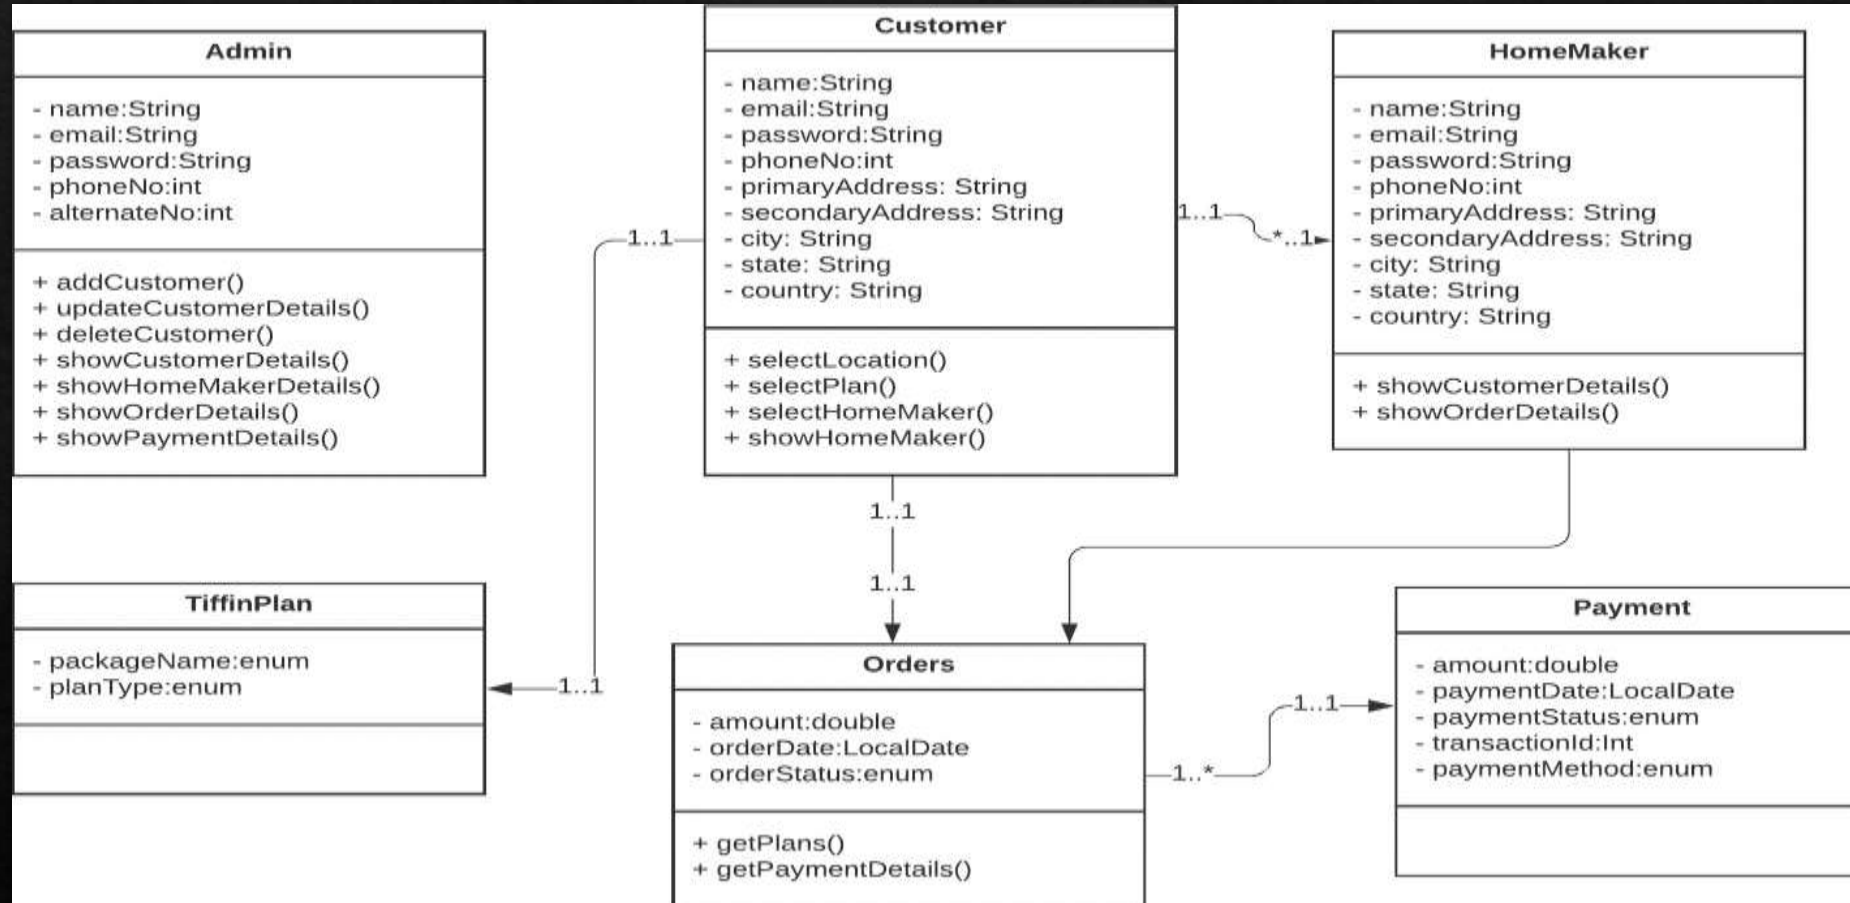 Admin
- name:String
- email:String
- password:String
- phoneNo:int
- alternateNo:int
+ addCustomer()
+ updateCustomerDetails()
+ deleteCustomer()
+ showCustomerDetails()
+ showHomeMakerDetails()
+ showOrderDetails()
+ showPaymentDetails()
Customer
- name:String
- email:String
- password:String
- phoneNo:int
- primaryAddress: String
- secondaryAddress: String
- city: String
- state: String
- country: String
+ selectLocation()
+ selectPlan()
+ selectHomeMaker()
+ showHomeMaker()
HomeMaker
- name:String
- email:String
- password:String
- phoneNo:int
- primaryAddress: String
- secondaryAddress: String
- city: String
- state: String
- country: String
+ showCustomerDetails()
+ showOrderDetails()
1..1
1..1
*..1
1..1
1..1
1..1
TiffinPlan
- packageName:enum
- planType:enum
Orders
- amount:double
- orderDate:LocalDate
- orderStatus:enum
+ getPlans()
+ getPaymentDetails()
1..*
1..1
Payment
- amount:double
- paymentDate:LocalDate
- paymentStatus:enum
- transactionId:Int
- paymentMethod:enum